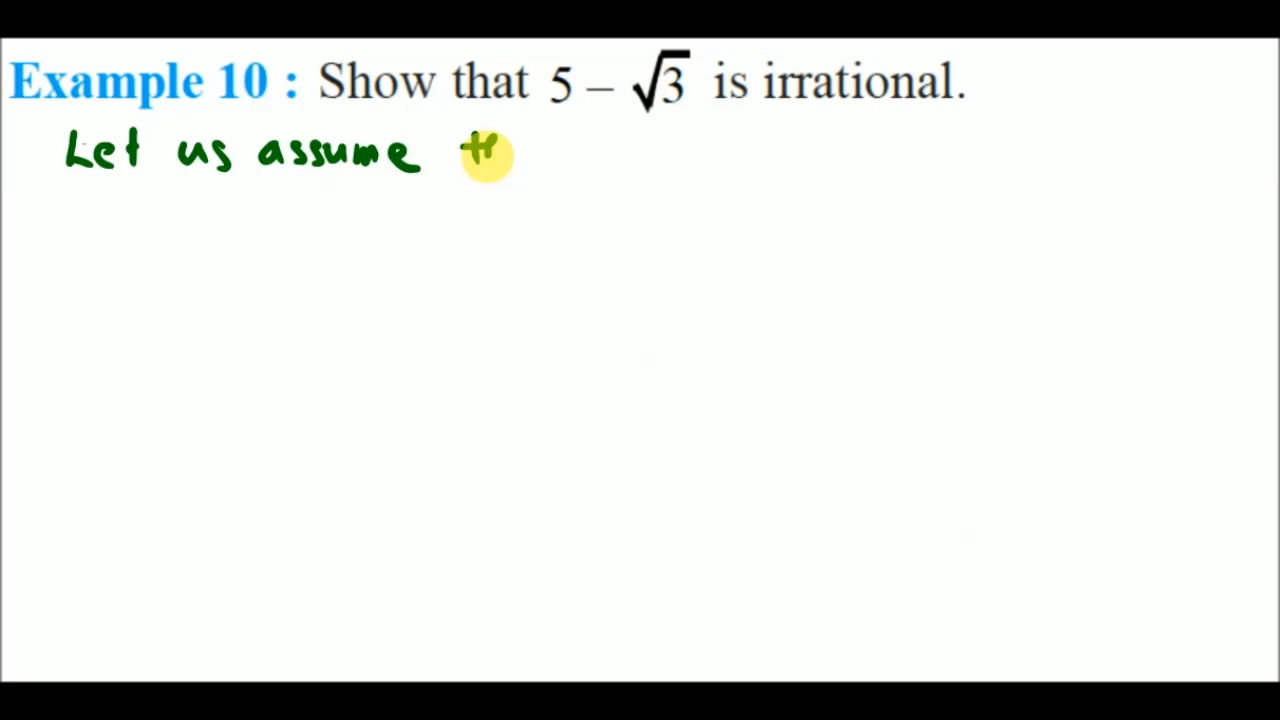 Example 10 : Show that 5 – √3 is irrational.
Let us assume